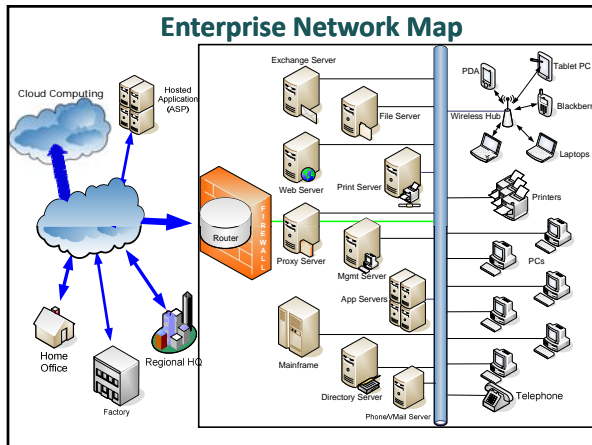 Enterprise Network Map
Cloud Computing
Hosted
Application
(ASP)
Home
Office
Factory
Regional HQ
Router
FIREWALL
Exchange Server
File Server
Web Server
Print Server
Proxy Server
Mgmt Server
App Servers
Mainframe
Directory Server
Phone/VMail Server
Tablet PC
PDA
Blackberr
Wireless Hub
Laptops
Printers
PCs
Telephone